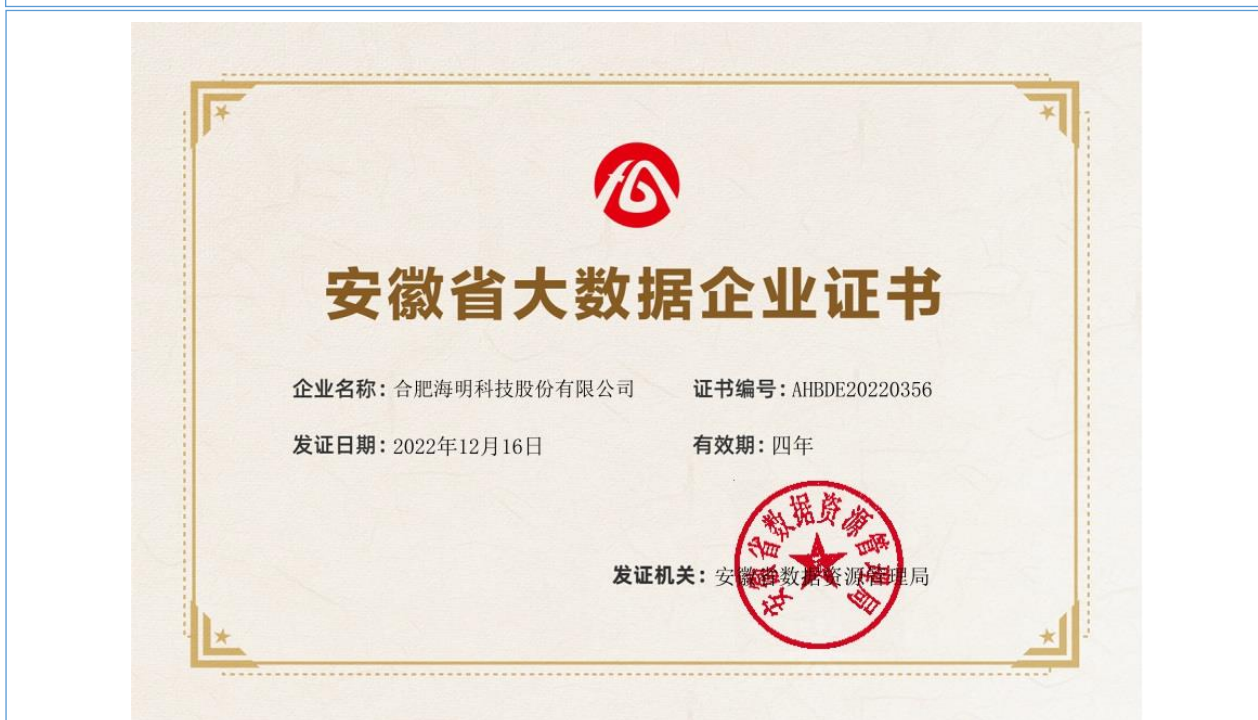 安徽省大数据企业证书
企业名称：合肥海明科技股份有限公司 证书编号：AHBDE20220356
发证日期：2022年12月16日 有效期：四年
发证机关：安徽省数据资源管理局
安徽省数据资源管理局